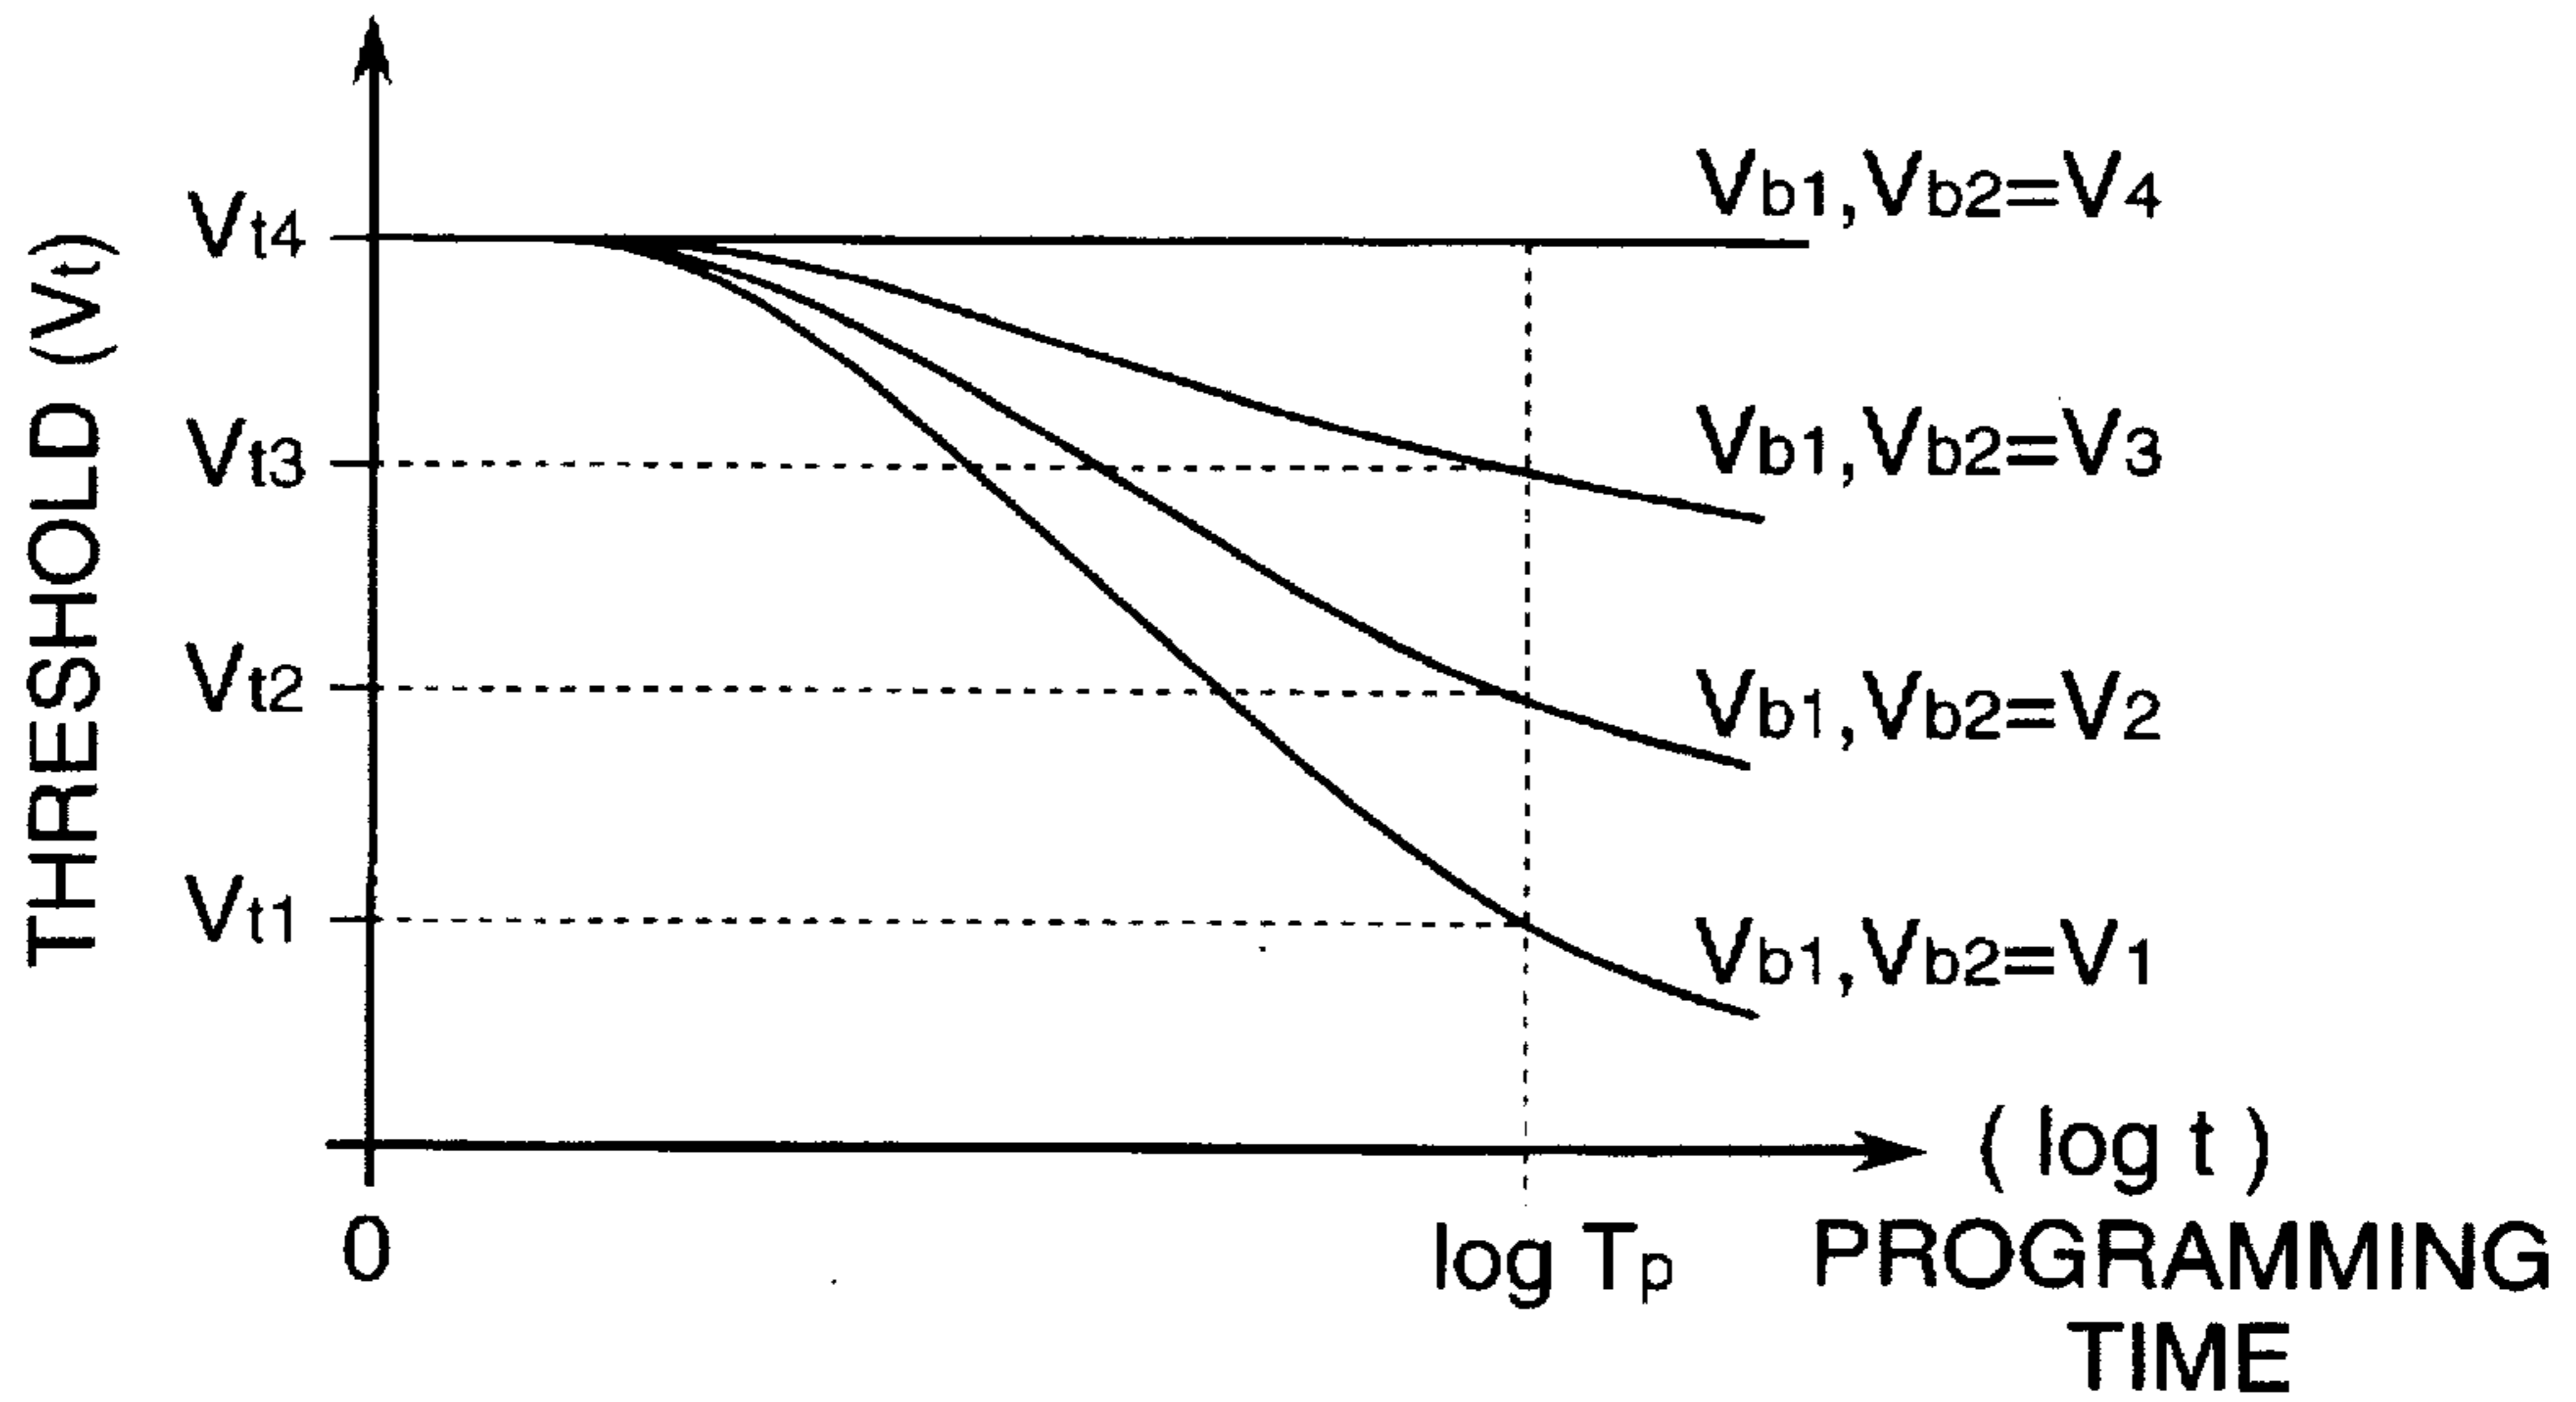 THRESHOLD (Vt)
Vt4
Vt3
Vt2
Vt1
Vb1,Vb2=V4
Vb1,Vb2=V3
Vb1,Vb2=V2
Vb1,Vb2=V1
0
log Tp
( log t )
PROGRAMMING
TIME